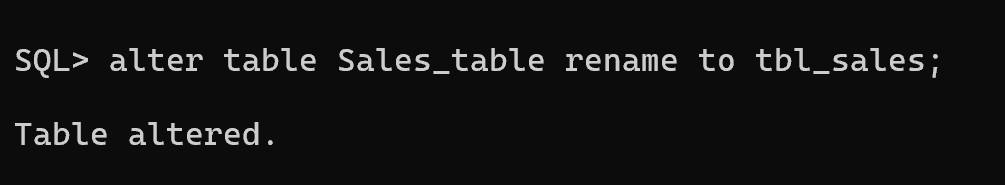 SQL> alter table Sales_table rename to tbl_sales;
Table altered.